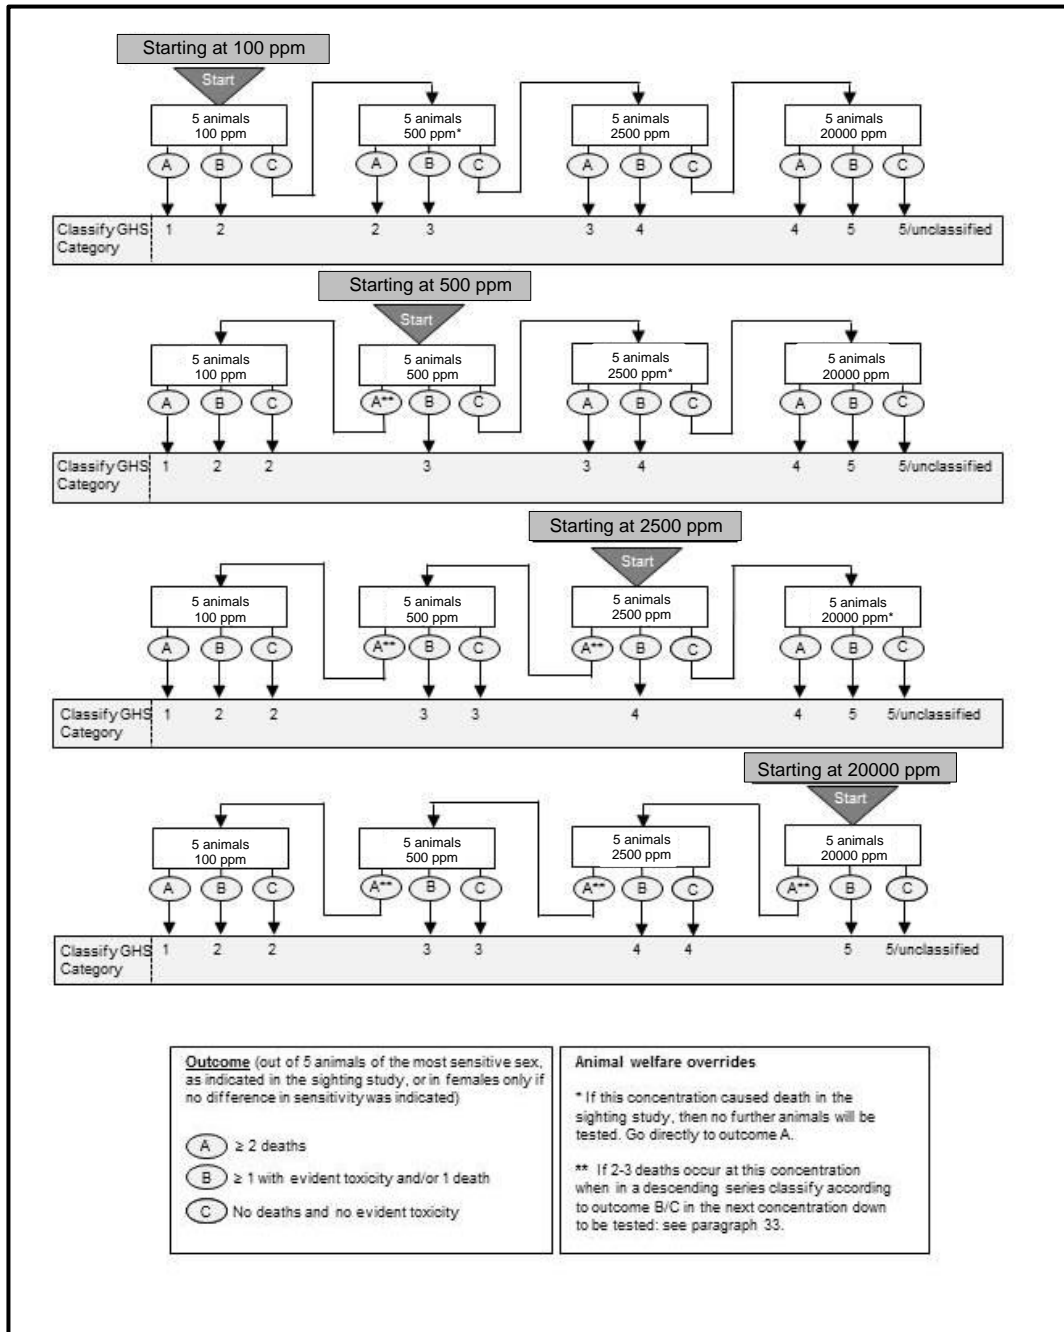 Starting at 100 ppm
Start
5 animals
100 ppm
5 animals
500 ppm*
5 animals
2500 ppm
5 animals
20000 ppm
A B C A B C A B C A B C
Classify GHS 1 2 2 3 3 4 4 5 5/unclassified
Category
Starting at 500 ppm
Start
5 animals
100 ppm
5 animals
500 ppm
5 animals
2500 ppm*
5 animals
20000 ppm
A B C A** B C A B C A B C
Classify GHS 1 2 2 3 3 4 4 5 5/unclassified
Category
Starting at 2500 ppm
Start
5 animals
100 ppm
5 animals
500 ppm
5 animals
2500 ppm
5 animals
20000 ppm*
A B C A** B C A** B C A B C
Classify GHS 1 2 2 3 3 4 4 5 5/unclassified
Category
Starting at 20000 ppm
Start
5 animals
100 ppm
5 animals
500 ppm
5 animals
2500 ppm
5 animals
20000 ppm
A B C A** B C A** B C A** B C
Classify GHS 1 2 2 3 3 4 4 5 5/unclassified
Category
Outcome (out of 5 animals of the most sensitive sex,
as indicated in the sighting study, or in females only if
no difference in sensitivity was indicated)
A ≥ 2 deaths
B ≥ 1 with evident toxicity and/or 1 death
C No deaths and no evident toxicity
Animal welfare overrides
* If this concentration caused death in the
sighting study, then no further animals will be
tested. Go directly to outcome A.
** If 2-3 deaths occur at this concentration
when in a descending series classify according
to outcome B/C in the next concentration down
to be tested: see paragraph 33.